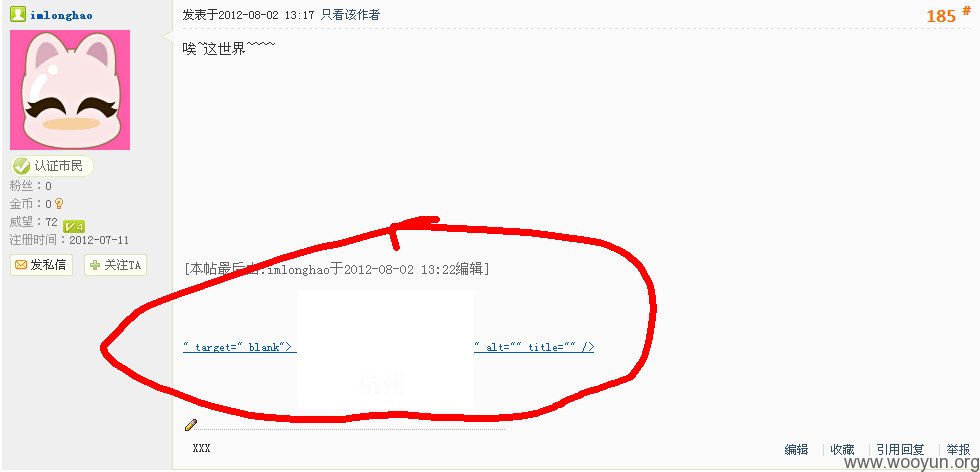 imlonghao
发表于2012-08-02 13:17 只看该作者
185 #
唉^这世界^~~~~
认证市民
粉丝：0
金币：0
威望：72 V4
注册时间：2012-07-11
发私信 关注TA
[本帖最后由:imlonghao于2012-08-02 13:22编辑]
" target="_blank"> " alt="" title="" />
杭州
XXX
编辑 收藏 引用回复 举报
www.wooyun.org